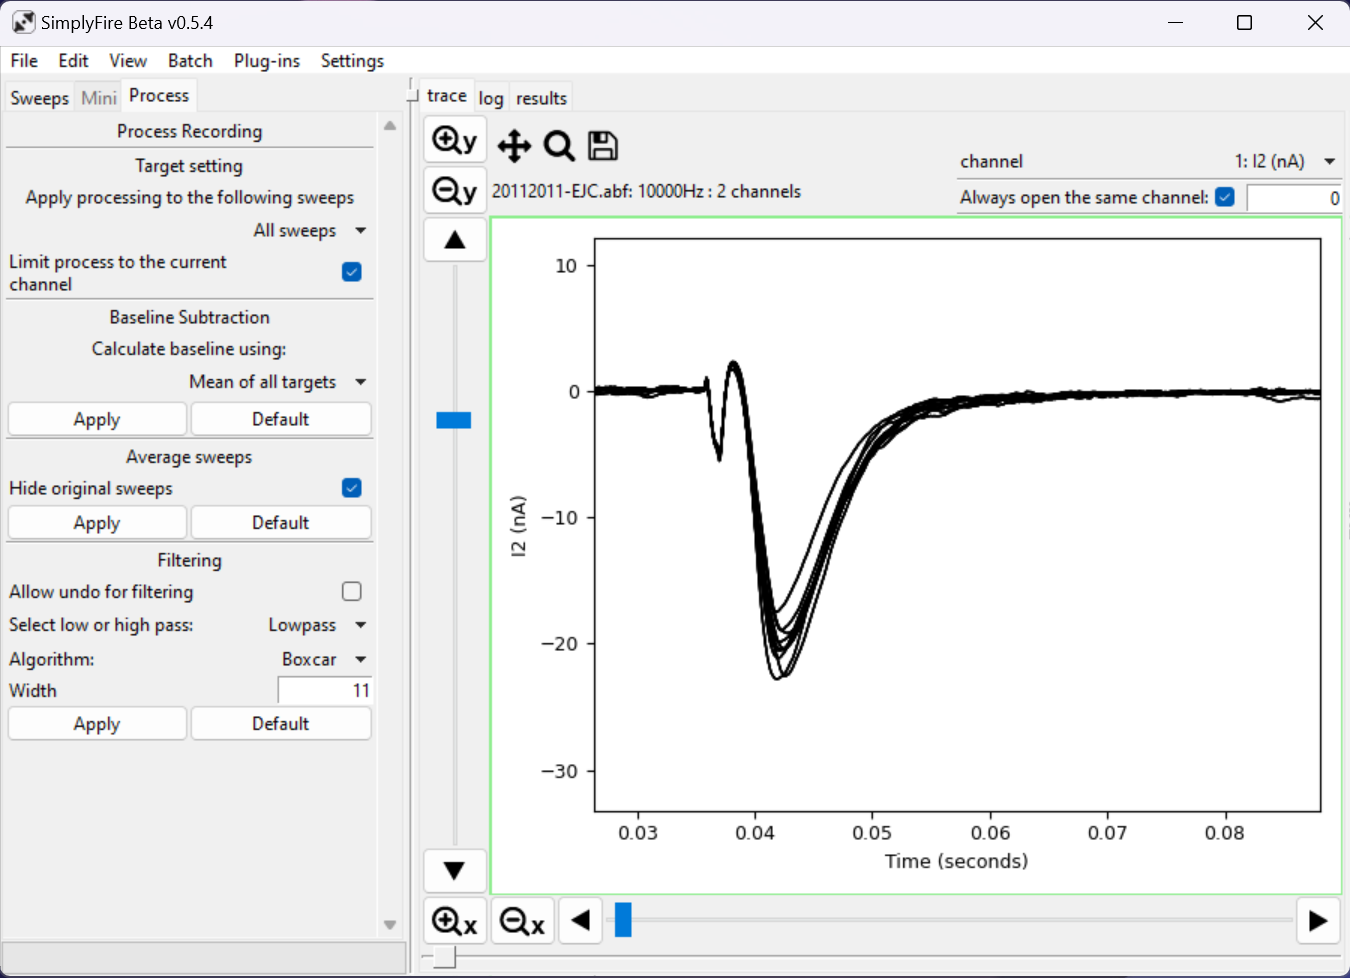 SimplyFire Beta v0.5.4
File Edit View Batch Plug-ins Settings
Sweeps Mini Process
Process Recording
Target setting
Apply processing to the following sweeps
All sweeps
Limit process to the current
channel
Baseline Subtraction
Calculate baseline using:
Mean of all targets
Apply Default
Average sweeps
Hide original sweeps
Apply Default
Filtering
Allow undo for filtering
Select low or high pass: Lowpass
Algorithm: Boxcar
Width 11
Apply Default
trace log results
y
y
channel 1: I2 (nA)
20112011-EJC.abf: 10000Hz : 2 channels
Always open the same channel: 0
10
0
−10
−20
−30
I2 (nA)
0.03 0.04 0.05 0.06 0.07 0.08
Time (seconds)
x x